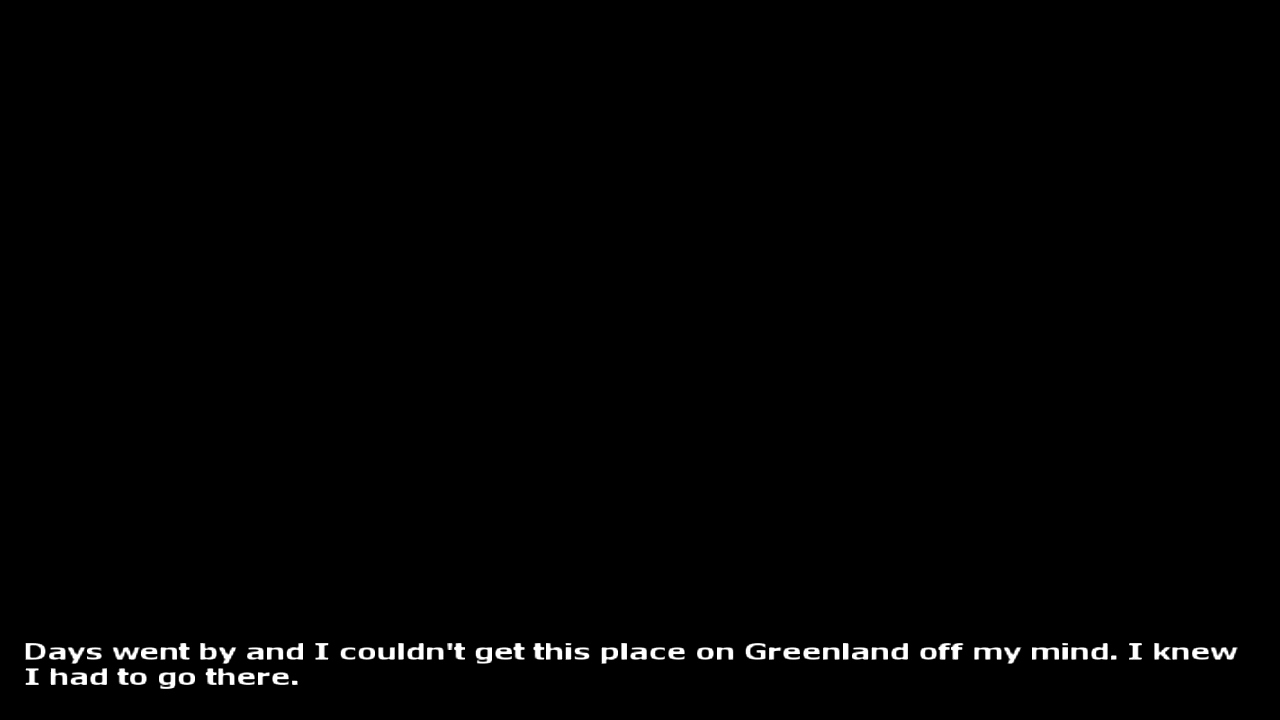 Days went by and I couldn't get this place on Greenland off my mind. I knew
I had to go there.